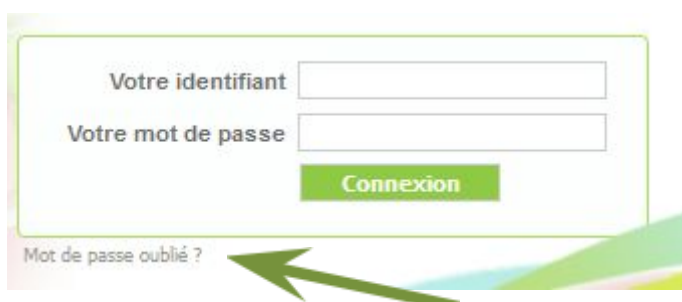 Votre identifiant
Votre mot de passe
Connexion
Mot de passe oublié ?